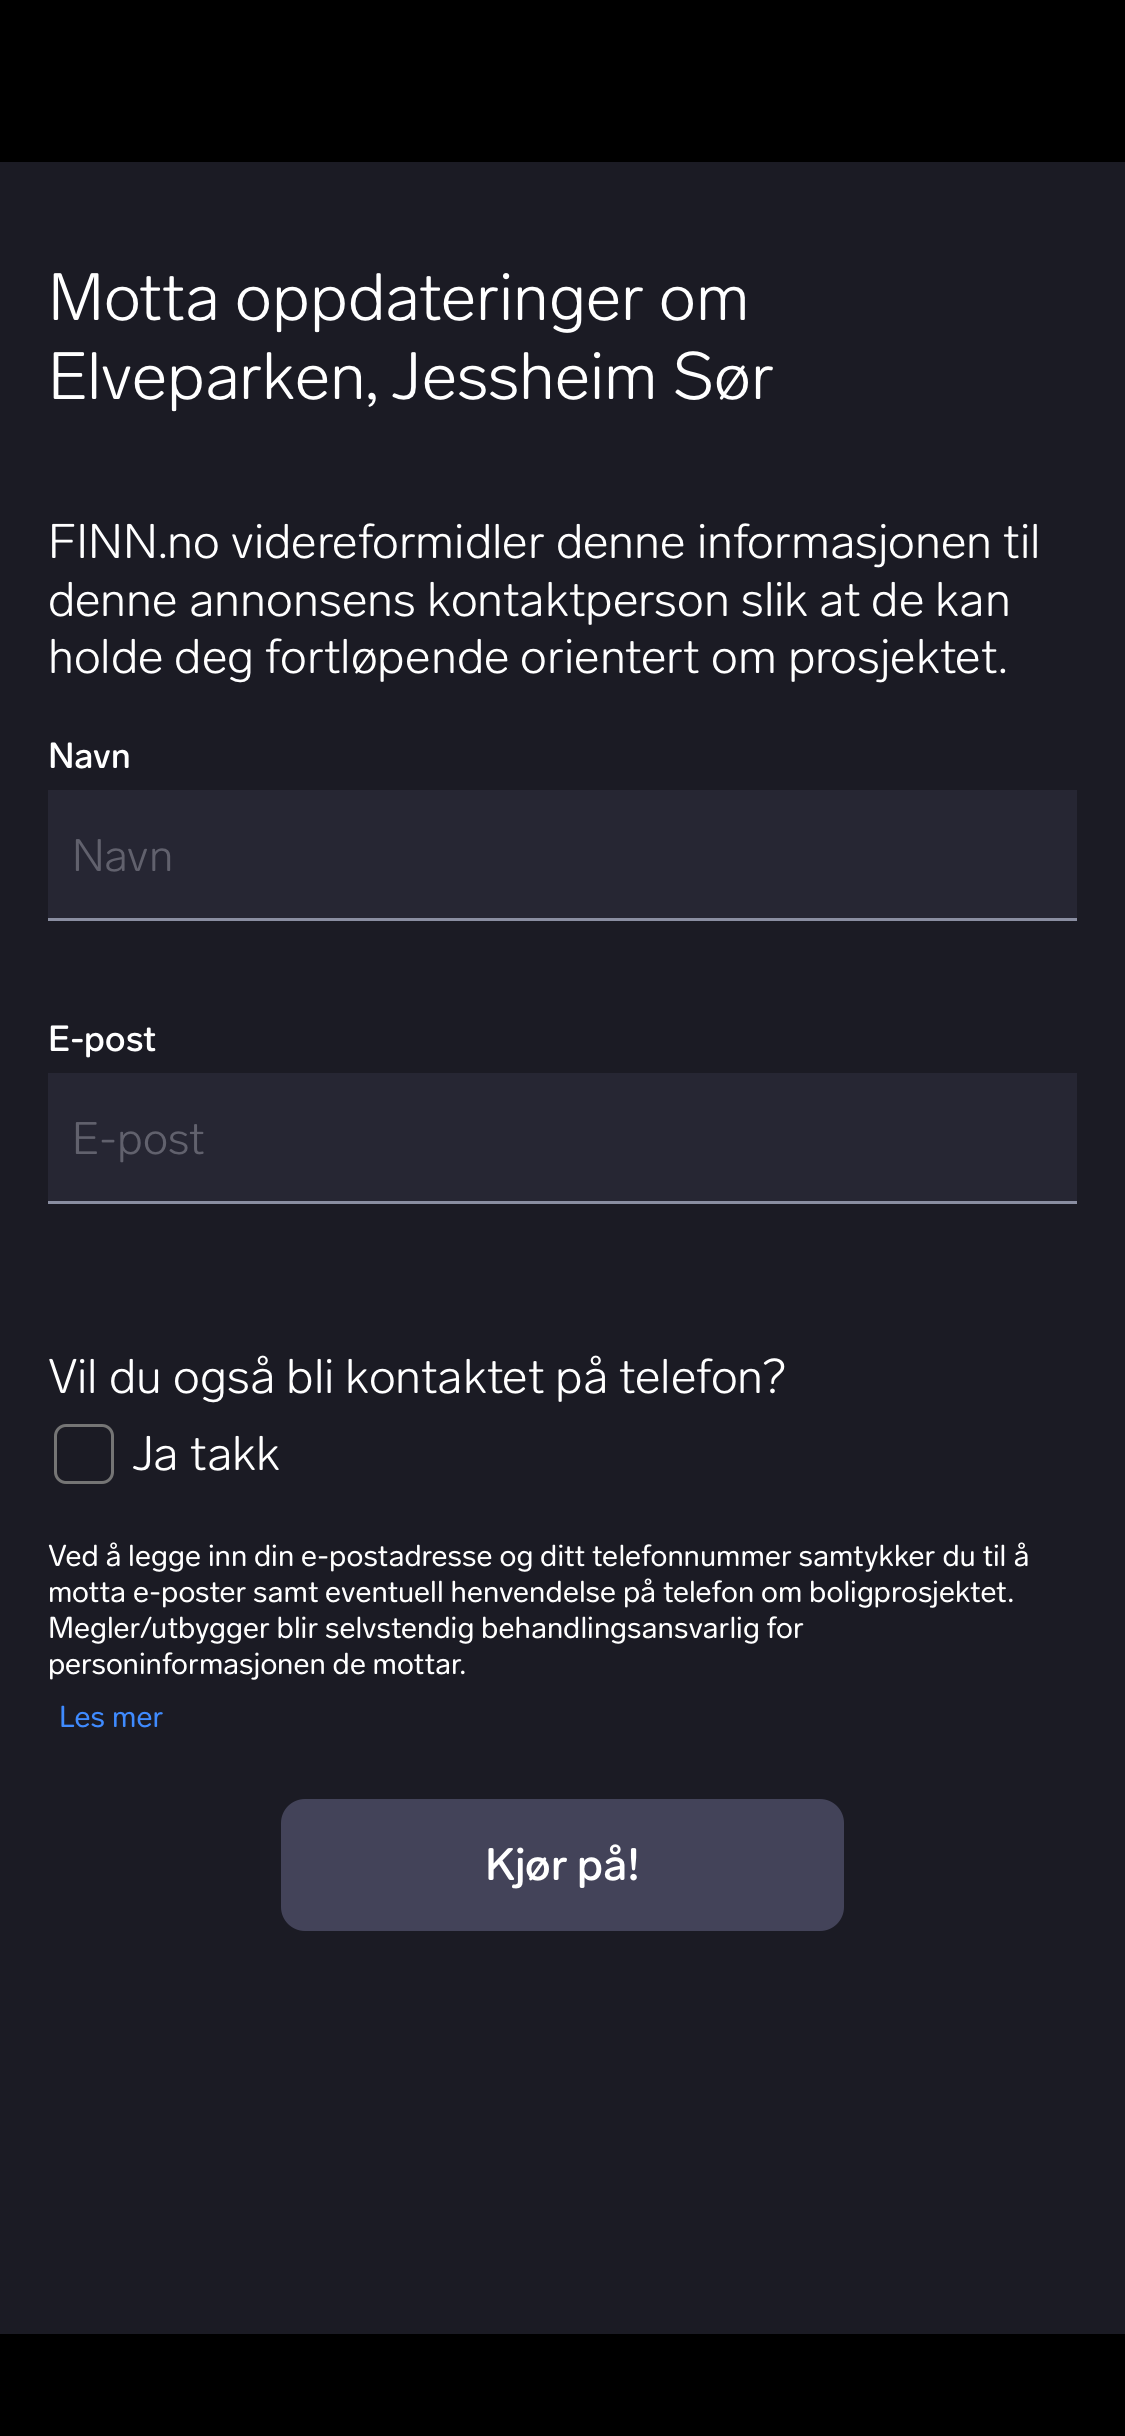 Motta oppdateringer om
Elveparken, Jessheim Sør
FINN.no videreformidler denne informasjonen til
denne annonsens kontaktperson slik at de kan
holde deg fortløpende orientert om prosjektet.
Navn
Navn
E-post
E-post
Vil du også bli kontaktet på telefon?
Ja takk
Ved å legge inn din e-postadresse og ditt telefonnummer samtykker du til å
motta e-poster samt eventuell henvendelse på telefon om boligprosjektet.
Megler/utbygger blir selvstendig behandlingsansvarlig for
personinformasjonen de mottar.
Les mer
Kjør på!